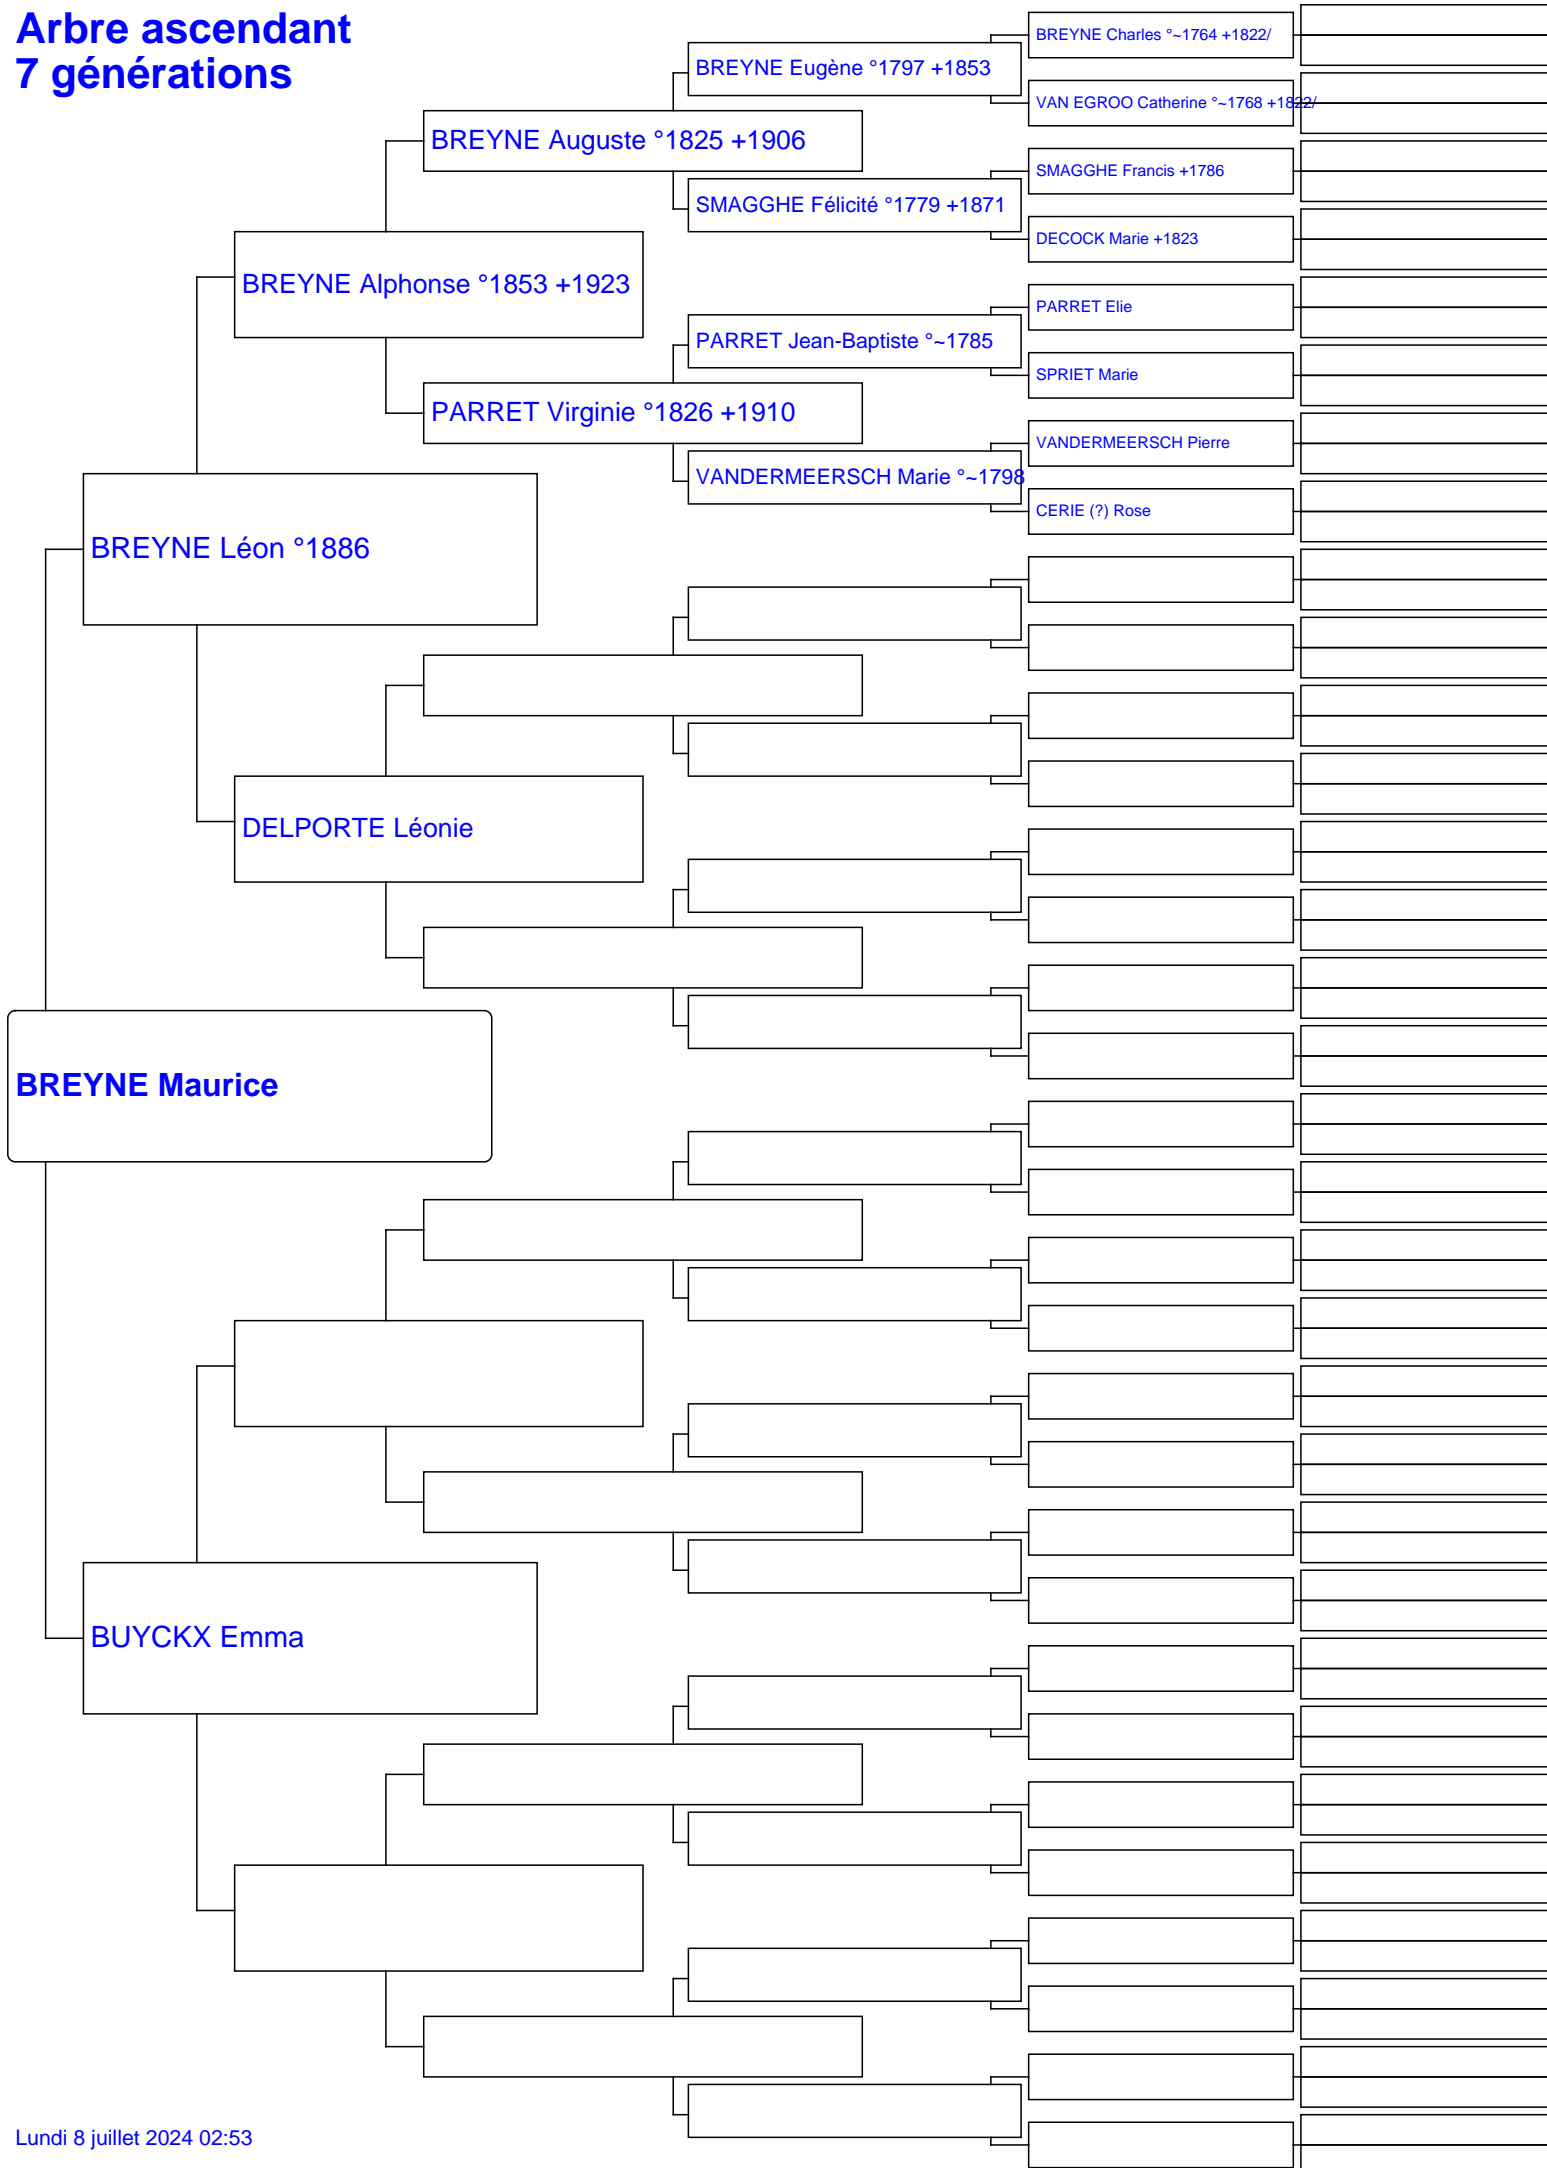 Arbre ascendant
7 générations
BREYNE Charles °~1764 +1822/
BREYNE Eugène °1797 +1853
VAN EGROO Catherine °~1768 +1822/
BREYNE Auguste °1825 +1906
SMAGGHE Francis +1786
SMAGGHE Félicité °1779 +1871
DECOCK Marie +1823
BREYNE Alphonse °1853 +1923
PARRET Elie
PARRET Jean-Baptiste °~1785
SPRIET Marie
PARRET Virginie °1826 +1910
VANDERMEERSCH Pierre
VANDERMEERSCH Marie °~1798
CERIE (?) Rose
BREYNE Léon °1886
DELPORTE Léonie
BREYNE Maurice
BUYCKX Emma
Lundi 8 juillet 2024 02:53